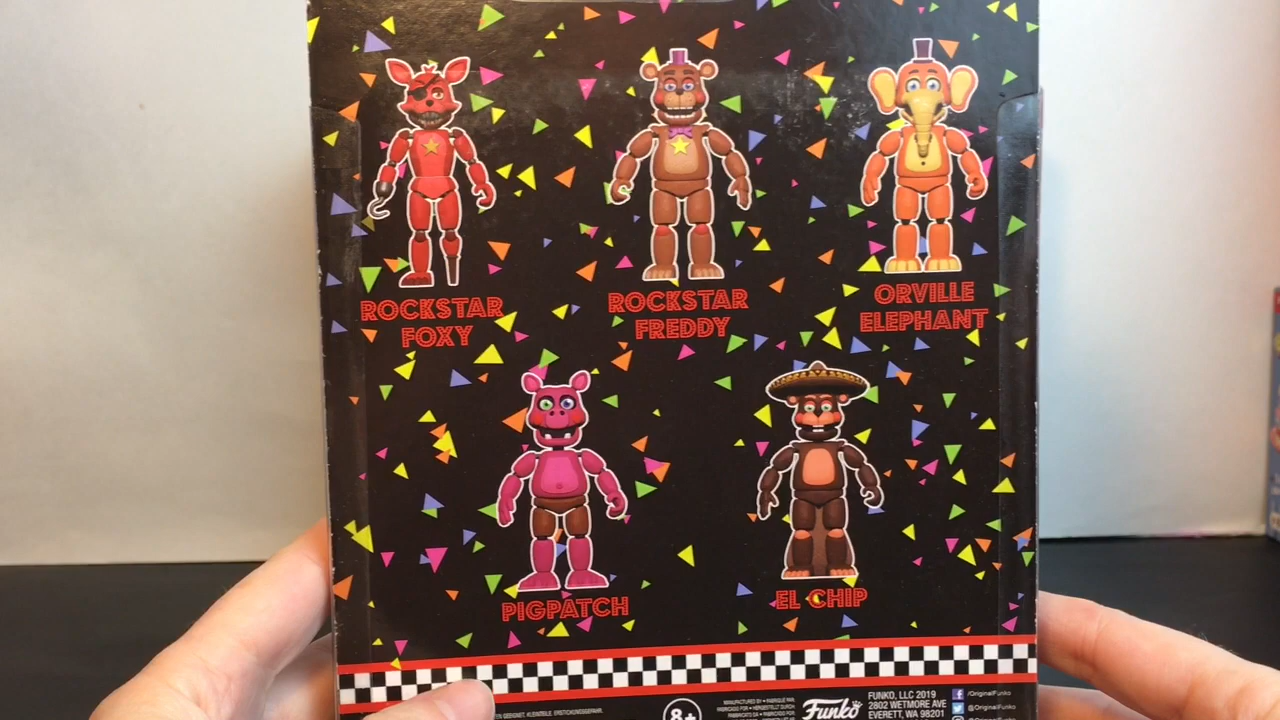 ROCKSTAR
FOXY
ROCKSTAR
FREDDY
ORVILLE
ELEPHANT
PIGPATCH
EL CHIP
8+
Funko
FUNKO, LLC 2019
2802 WETMORE AVE
EVERETT, WA 98201
/OriginalFunko
@OriginalFunko